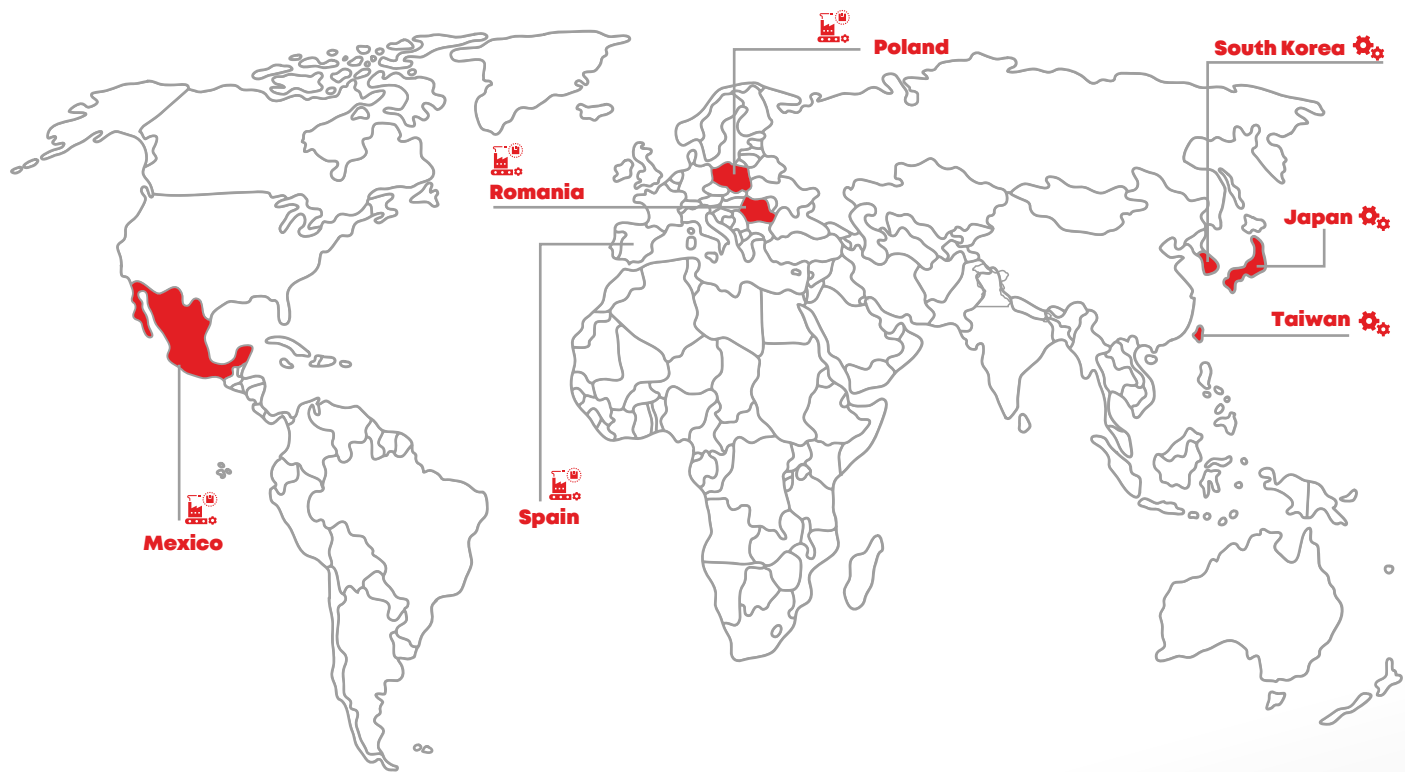 Poland
South Korea
Romania
Japan
Taiwan
Spain
Mexico